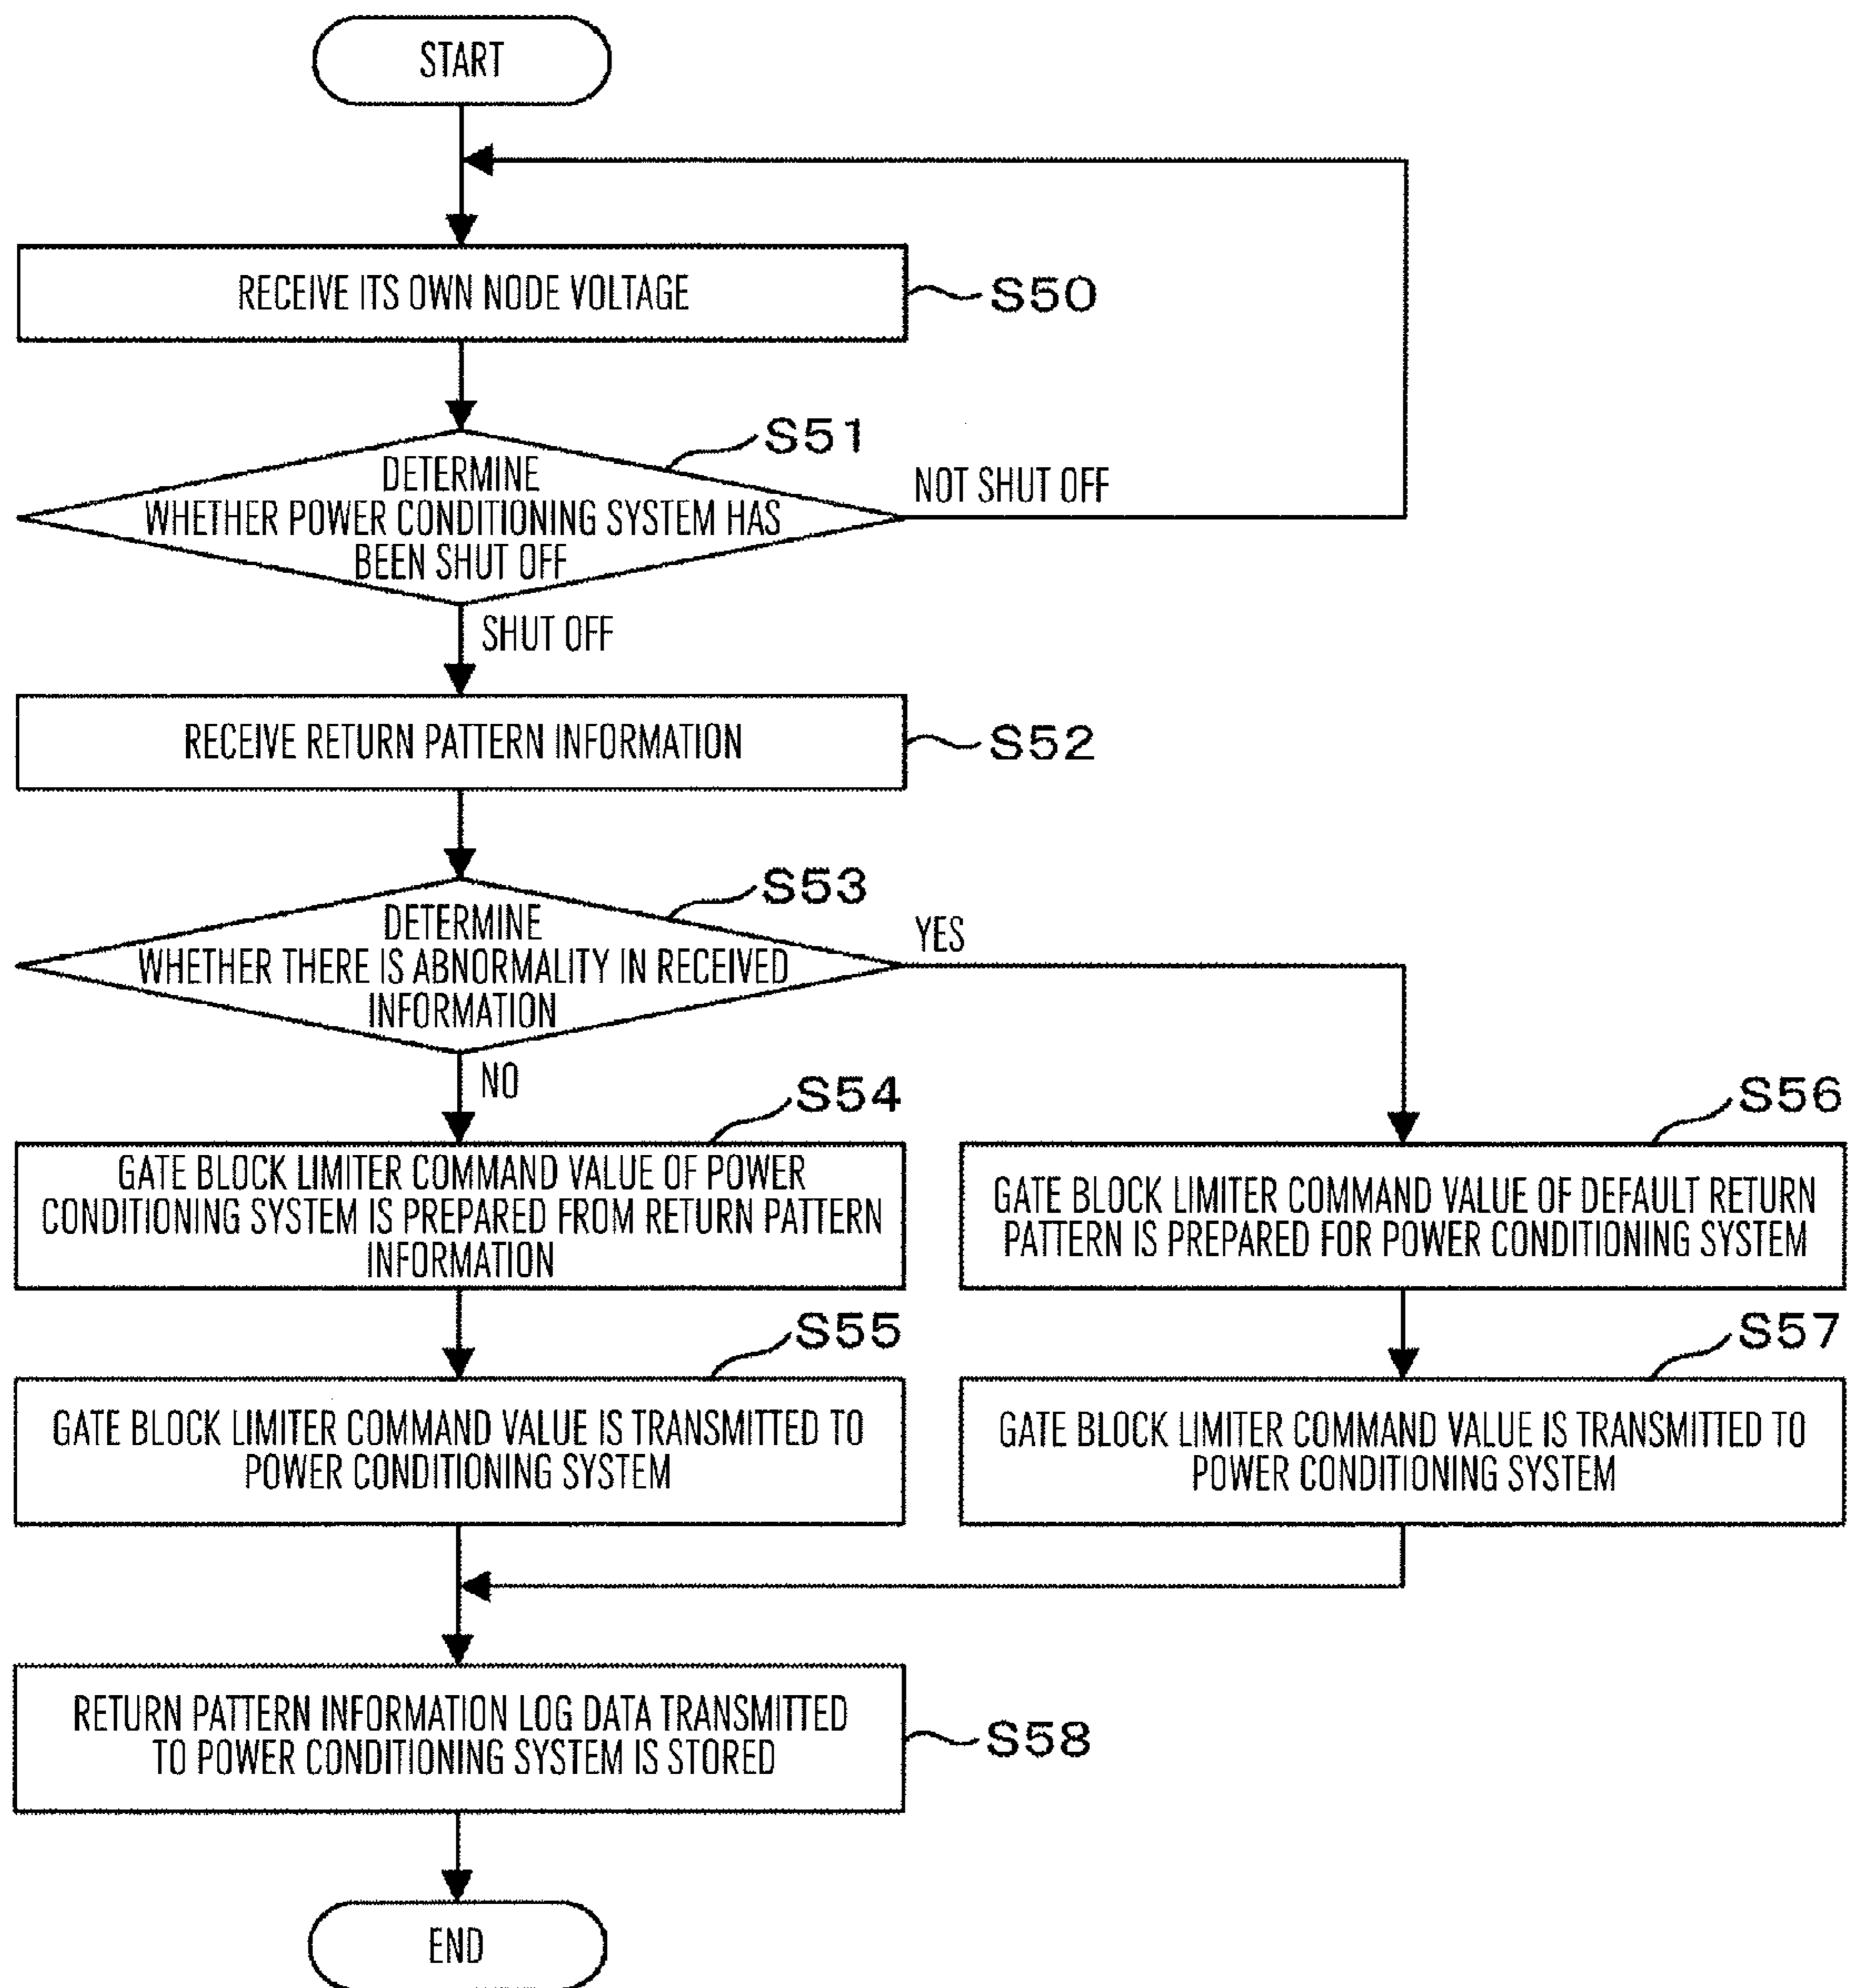 START
RECEIVE ITS OWN NODE VOLTAGE
S50
S51
DETERMINE
WHETHER POWER CONDITIONING SYSTEM HAS
BEEN SHUT OFF
NOT SHUT OFF
SHUT OFF
RECEIVE RETURN PATTERN INFORMATION
S52
S53
DETERMINE
WHETHER THERE IS ABNORMALITY IN RECEIVED
INFORMATION
YES
NO
S54
GATE BLOCK LIMITER COMMAND VALUE OF POWER
CONDITIONING SYSTEM IS PREPARED FROM RETURN PATTERN
INFORMATION
S56
GATE BLOCK LIMITER COMMAND VALUE OF DEFAULT RETURN
PATTERN IS PREPARED FOR POWER CONDITIONING SYSTEM
S55
GATE BLOCK LIMITER COMMAND VALUE IS TRANSMITTED TO
POWER CONDITIONING SYSTEM
S57
GATE BLOCK LIMITER COMMAND VALUE IS TRANSMITTED TO
POWER CONDITIONING SYSTEM
RETURN PATTERN INFORMATION LOG DATA TRANSMITTED
TO POWER CONDITIONING SYSTEM IS STORED
S58
END